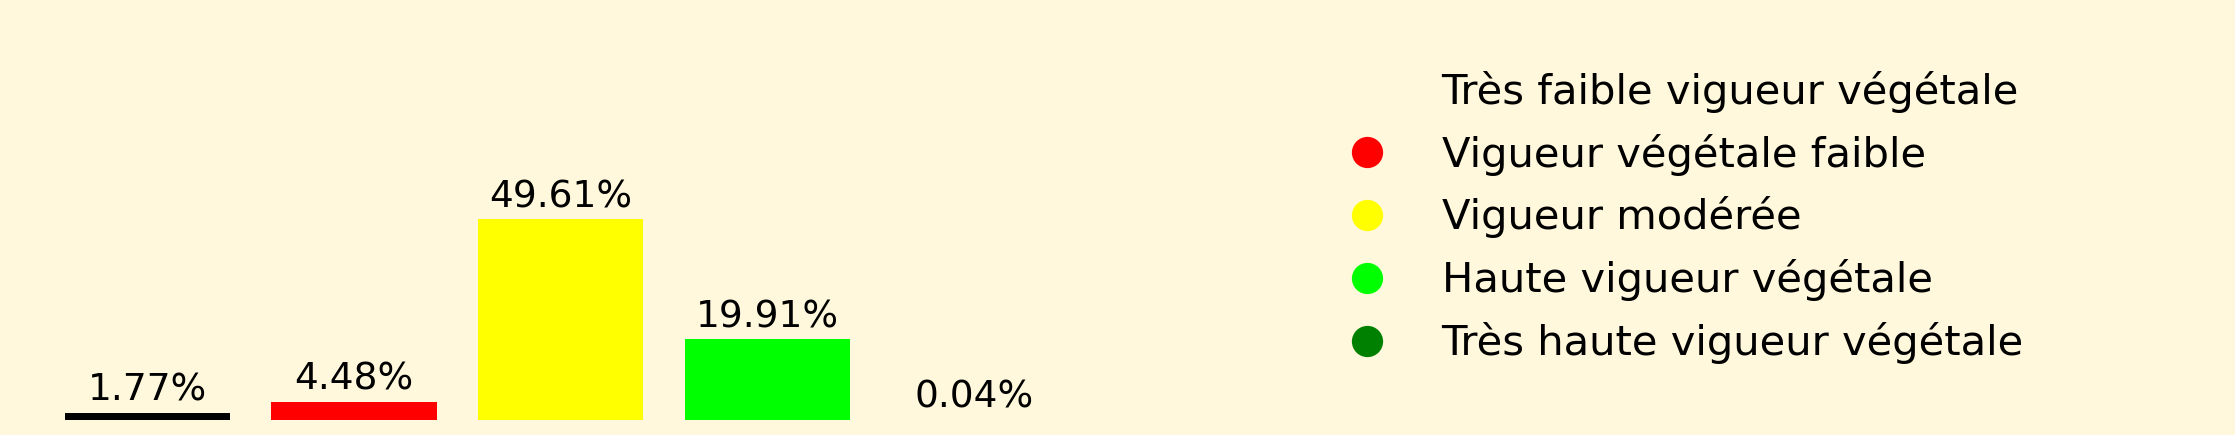 1.77%
4.48%
49.61%
19.91%
0.04%
Très faible vigueur végétale
Vigueur végétale faible
Vigueur modérée
Haute vigueur végétale
Très haute vigueur végétale